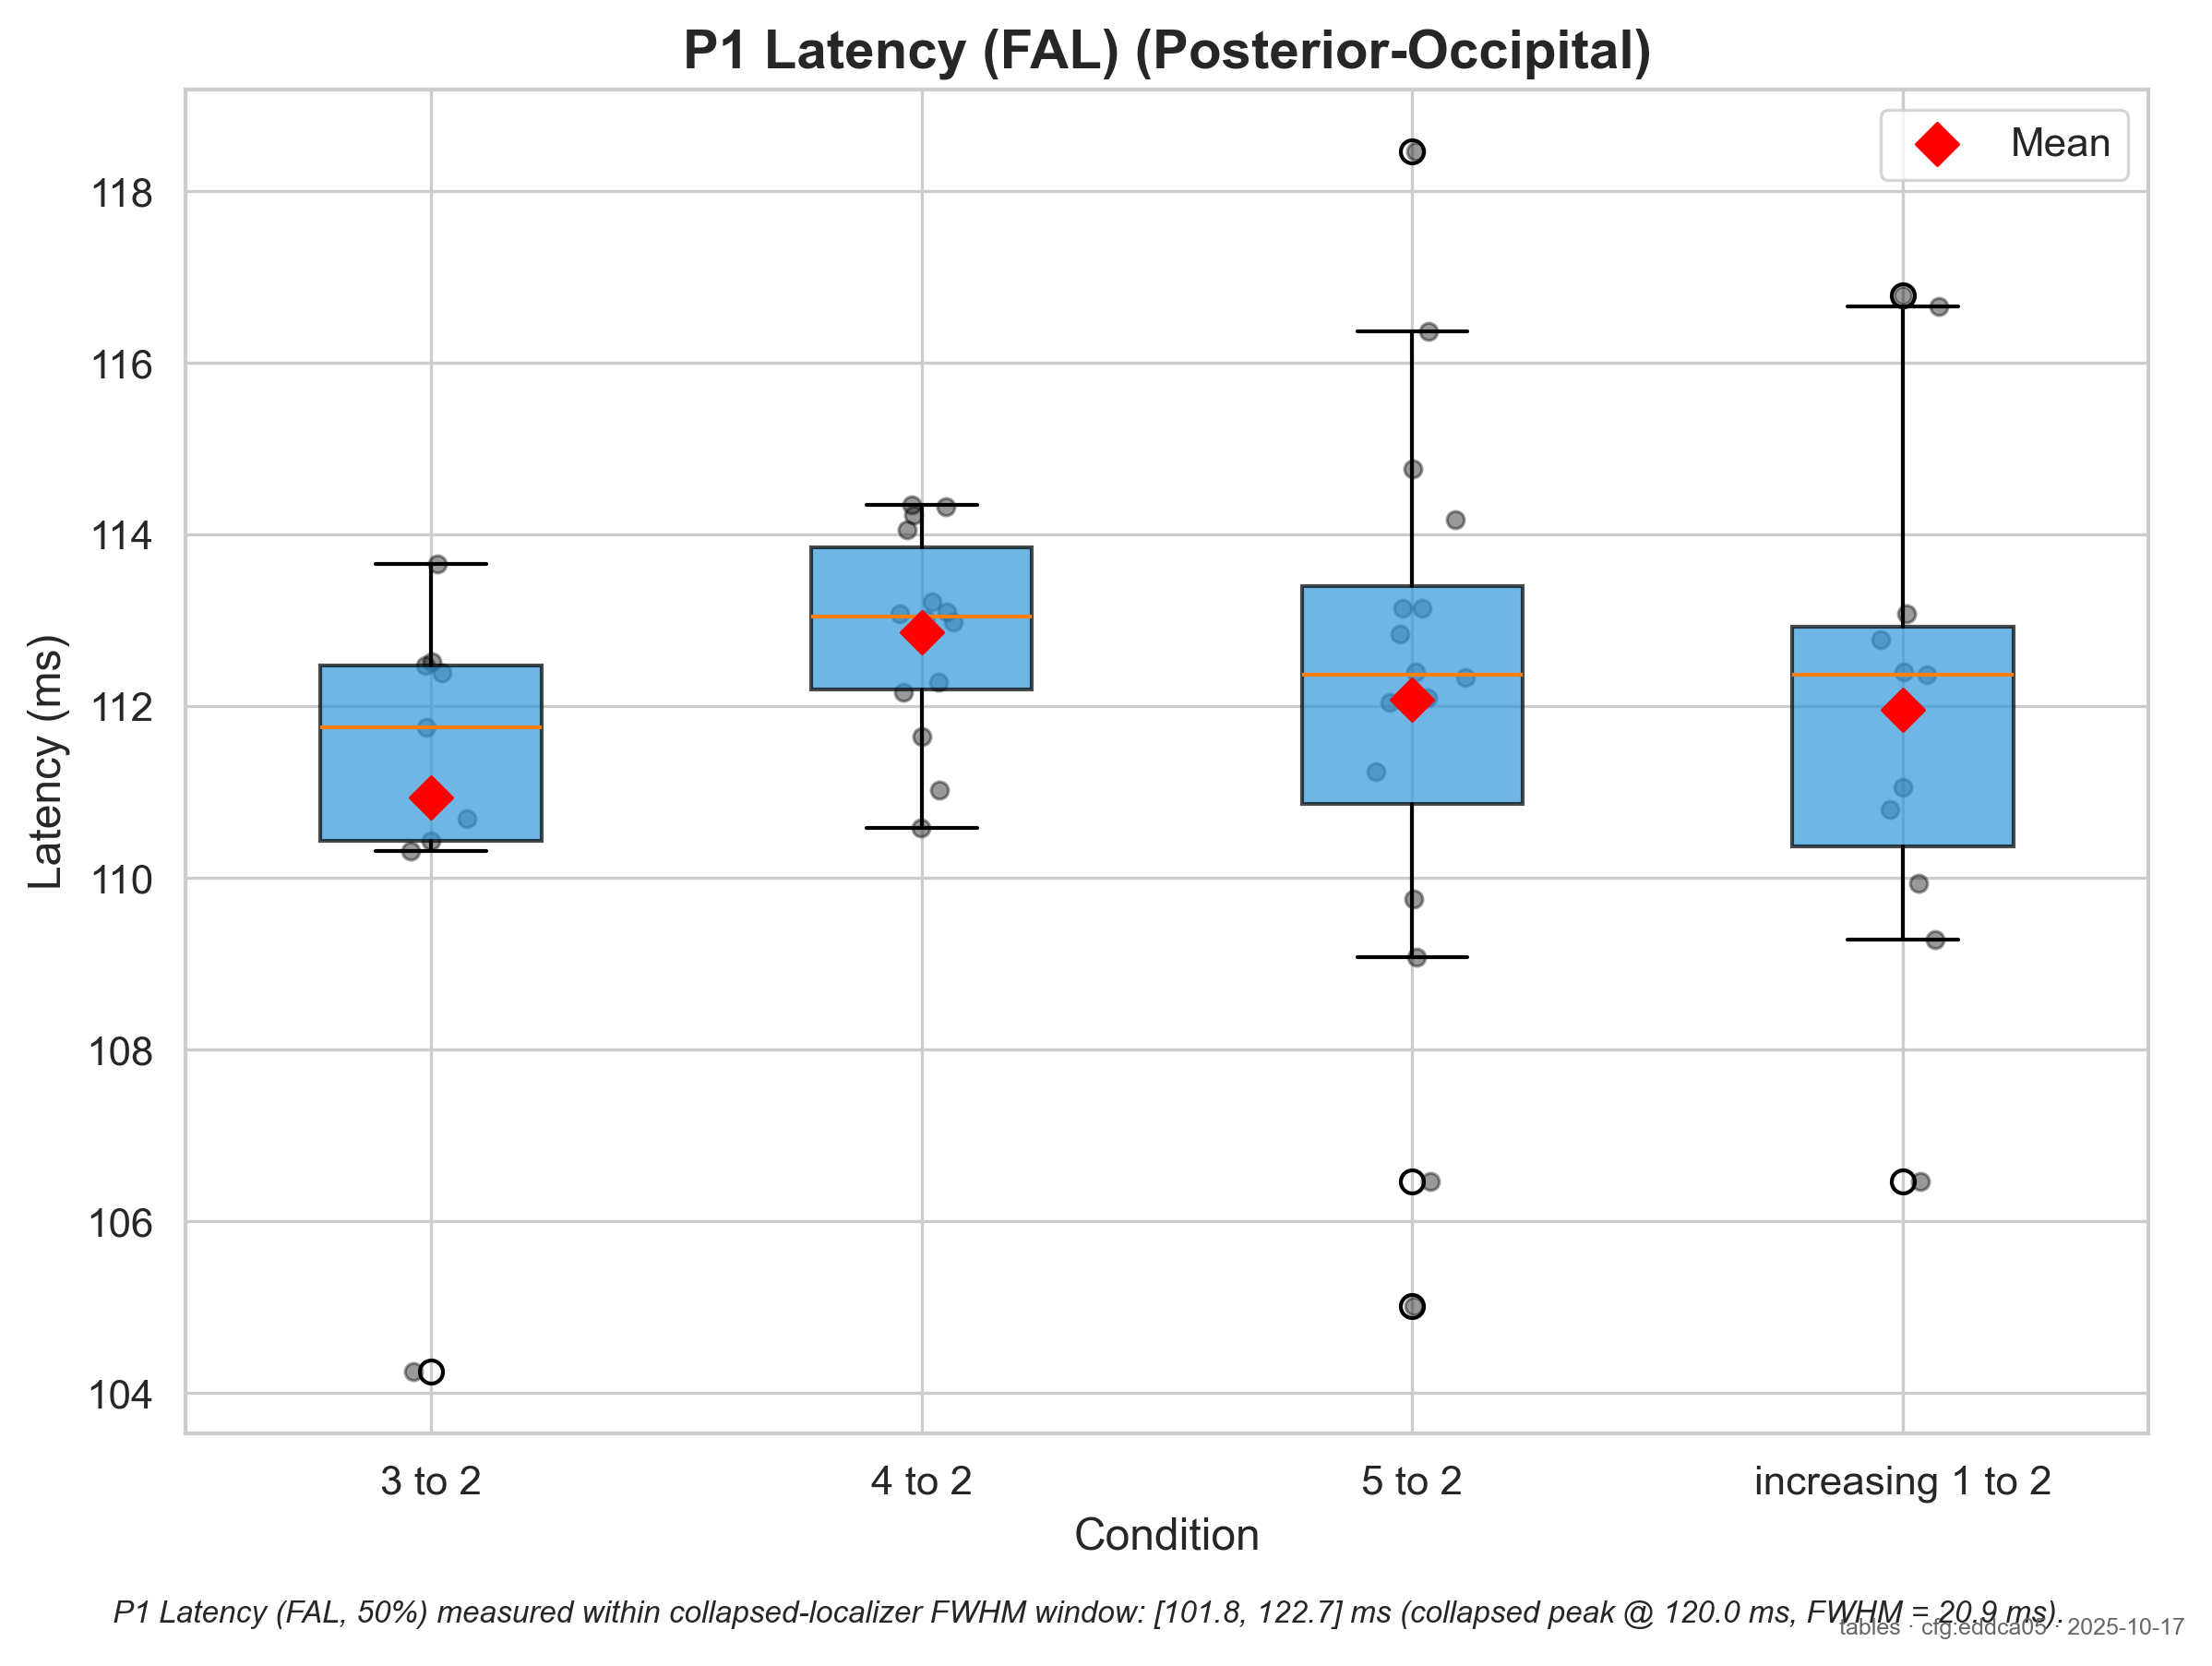 P1 Latency (FAL) (Posterior-Occipital)
Mean
118
116
114
112
110
108
106
104
Latency (ms)
3 to 2
4 to 2
5 to 2
increasing 1 to 2
Condition
P1 Latency (FAL, 50%) measured within collapsed-localizer FWHM window: [101.8, 122.7] ms (collapsed peak @ 120.0 ms, FWHM = 20.9 ms).
tables · cfg:eddca05 · 2025-10-17